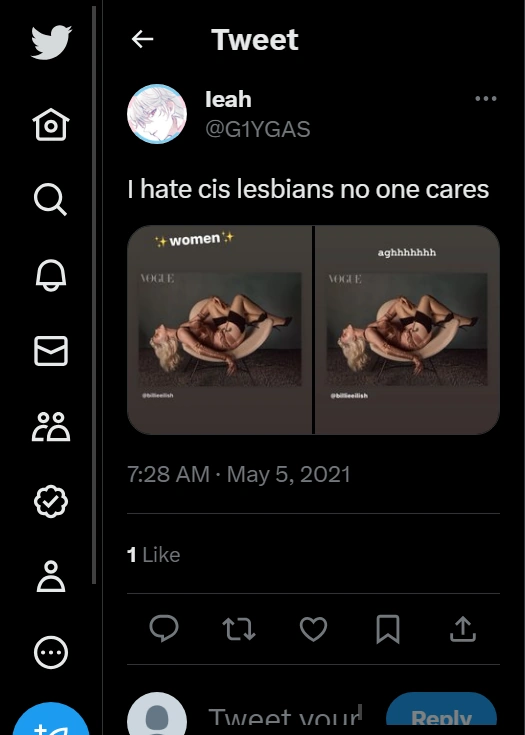 Tweet
leah
@G1YGAS
I hate cis lesbians no one cares
✨women✨
VOGUE
@billieeilish
aghhhhhhh
VOGUE
@billieeilish
7:28 AM · May 5, 2021
1 Like
Tweet your
Reply